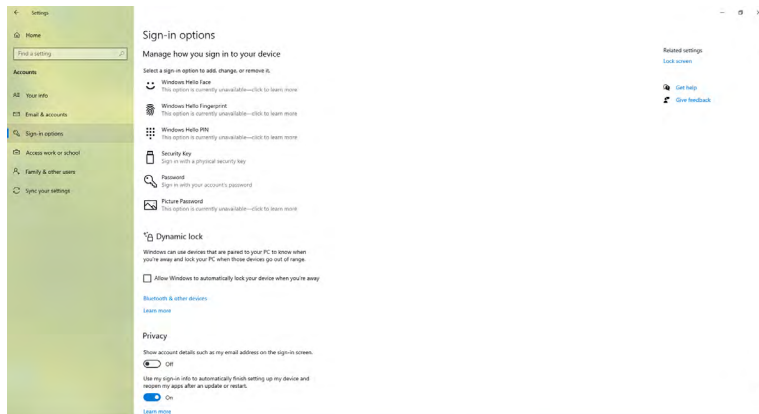 Settings
Home
Find a setting
Accounts
Your info
Email & accounts
Sign-in options
Access work or school
Family & other users
Sync your settings
Sign-in options
Manage how you sign in to your device
Select a sign-in option to add, change, or remove it.
Windows Hello Face
This option is currently unavailable—click to learn more
Windows Hello Fingerprint
This option is currently unavailable—click to learn more
Windows Hello PIN
This option is currently unavailable—click to learn more
Security Key
Sign in with a physical security key
Password
Sign in with your account's password
Picture Password
This option is currently unavailable—click to learn more
Dynamic lock
Windows can use devices that are paired to your PC to know when
you're away and lock your PC when those devices go out of range.
Allow Windows to automatically lock your device when you're away
Bluetooth & other devices
Learn more
Privacy
Show account details such as my email address on the sign-in screen.
Off
Use my sign-in info to automatically finish setting up my device and
reopen my apps after an update or restart.
On
Learn more
Related settings
Lock screen
Get help
Give feedback